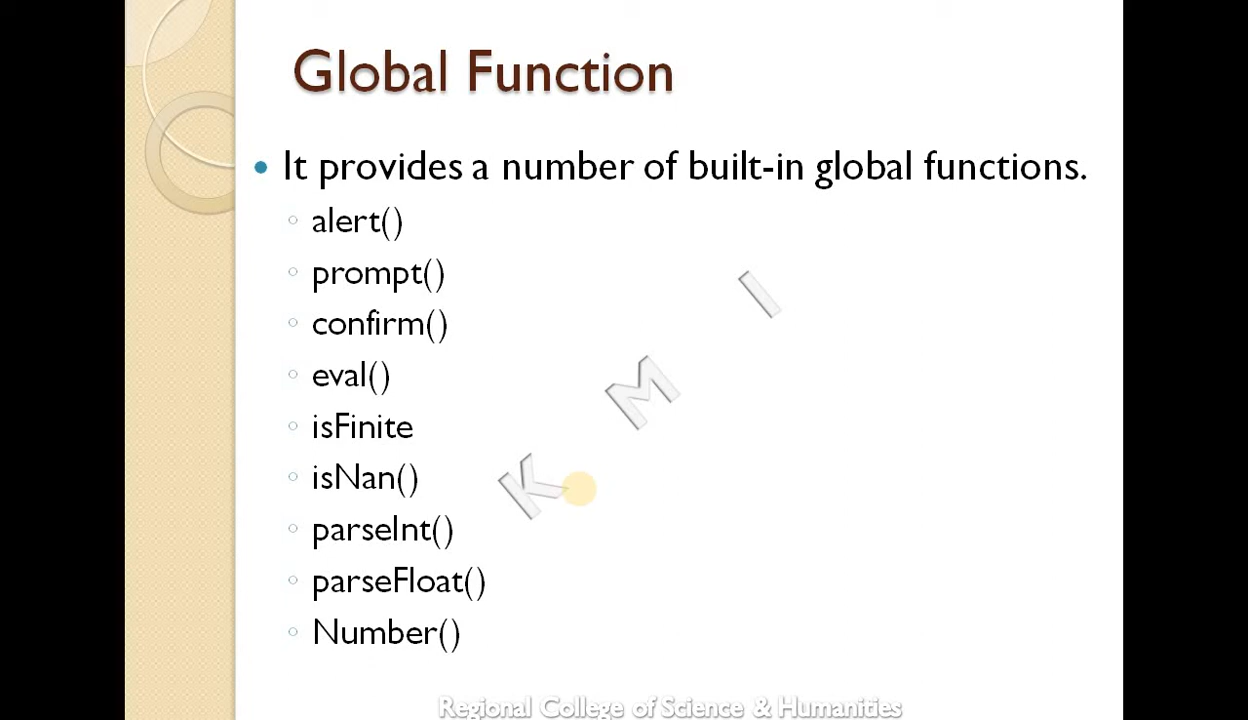 Global Function
It provides a number of built-in global functions.
alert()
prompt()
confirm()
eval()
isFinite
isNan()
parseInt()
parseFloat()
Number()
K M I
Regional College of Science & Humanities